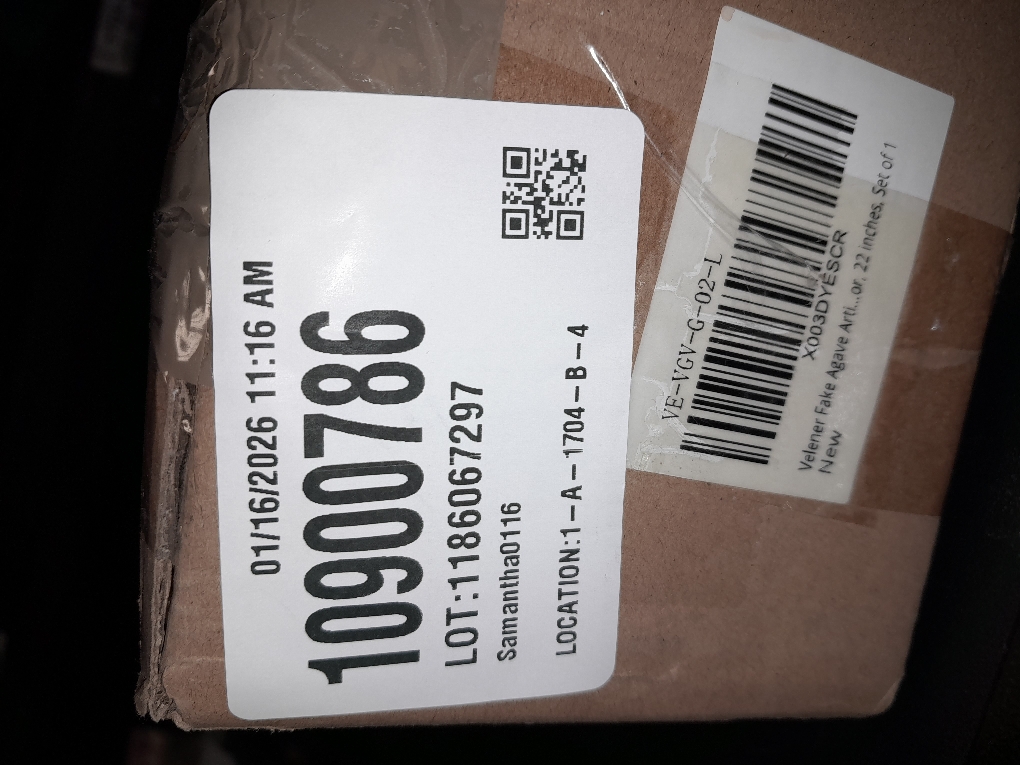 01/16/2026 11:16 AM
10900786
LOT:1186067297
Samantha0116
LOCATION:1-A-1704-B-4
VE-VGV-G-02-L
X003DYESCR
Velener Fake Agave Arti...or, 22 inches, Set of 1
New